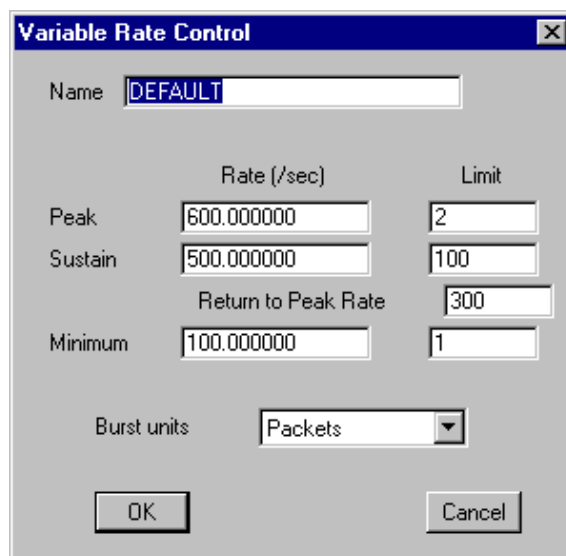 Variable Rate Control
Name DEFAULT
Rate (/sec) Limit
Peak 600.000000 2
Sustain 500.000000 100
Return to Peak Rate 300
Minimum 100.000000 1
Burst units Packets
OK Cancel